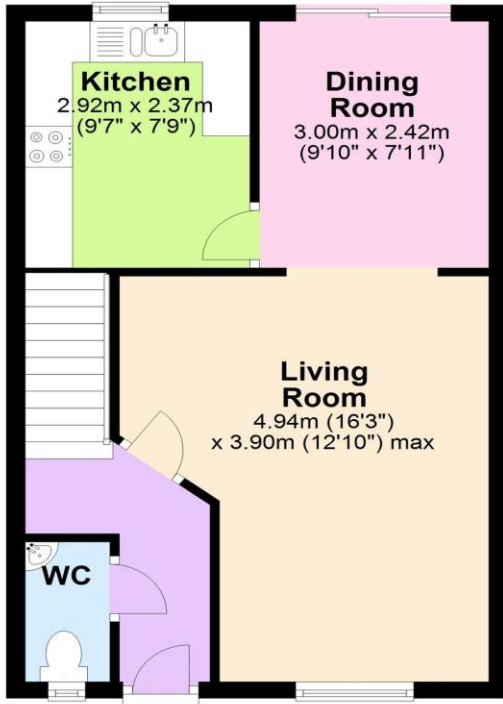 Kitchen
2.92m x 2.37m
(9'7" x 7'9")
Dining
Room
3.00m x 2.42m
(9'10" x 7'11")
Living
Room
4.94m (16'3")
x 3.90m (12'10") max
WC